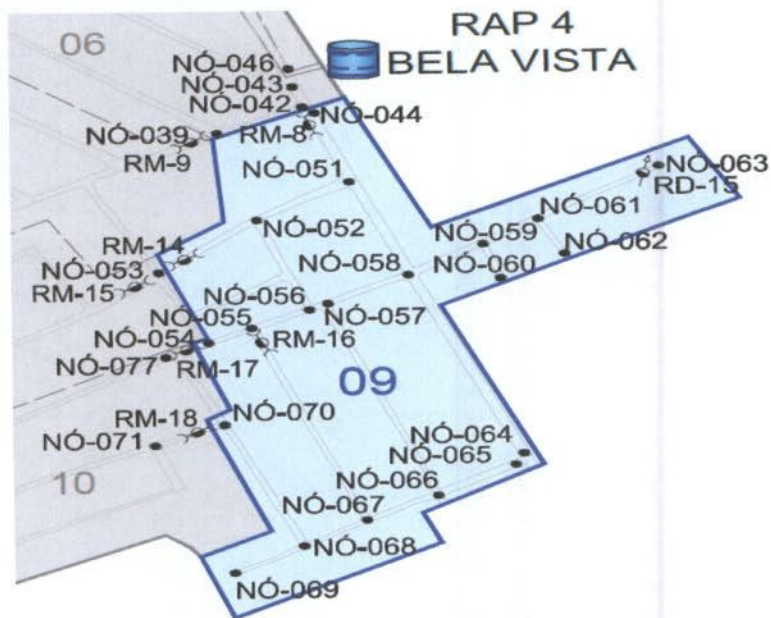 RAP 4
BELA VISTA
06
NÓ-046
NÓ-043
NÓ-042
NÓ-044
NÓ-039
RM-8
RM-9
NÓ-051
NÓ-063
RD-15
NÓ-061
NÓ-052
NÓ-059
RM-14
NÓ-062
NÓ-058
NÓ-053
NÓ-060
RM-15
NÓ-056
NÓ-055
NÓ-057
NÓ-054
RM-16
NÓ-077
RM-17
09
NÓ-070
RM-18
NÓ-071
NÓ-064
NÓ-065
10
NÓ-066
NÓ-067
NÓ-068
NÓ-069